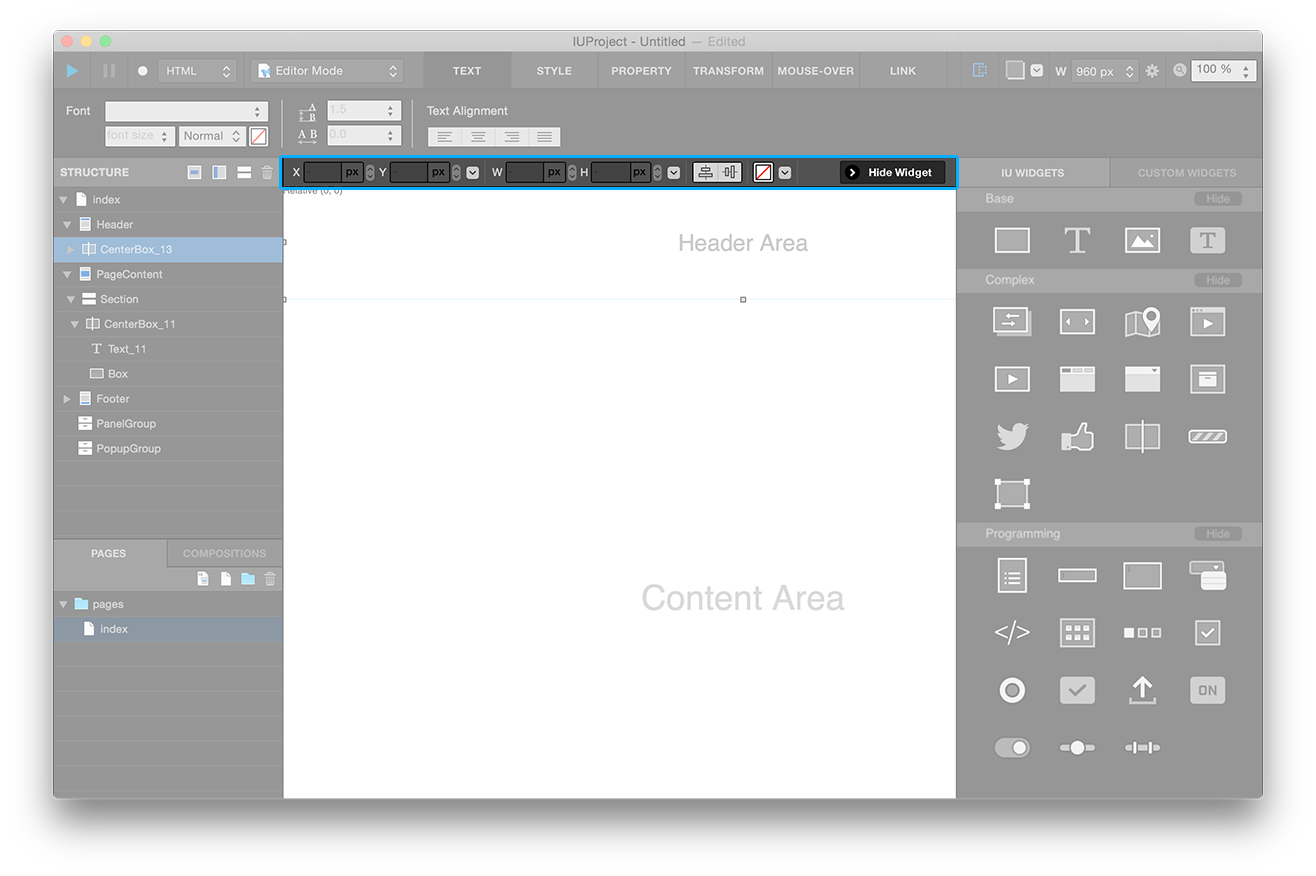 IUProject - Untitled — Edited
HTML Editor Mode TEXT STYLE PROPERTY TRANSFORM MOUSE-OVER LINK W 960 px 100 %
Font A B 1.5 Text Alignment
font size Normal A B 0.0
STRUCTURE X px Y px W px H px Hide Widget IU WIDGETS CUSTOM WIDGETS
Relative (0, 0)
index
Header
CenterBox_13
PageContent
Section
CenterBox_11
Text_11
Box
Footer
PanelGroup
PopupGroup
PAGES COMPOSITIONS
pages
index
Header Area
Content Area
Base Hide
T T
Complex Hide
Programming Hide
</>
ON